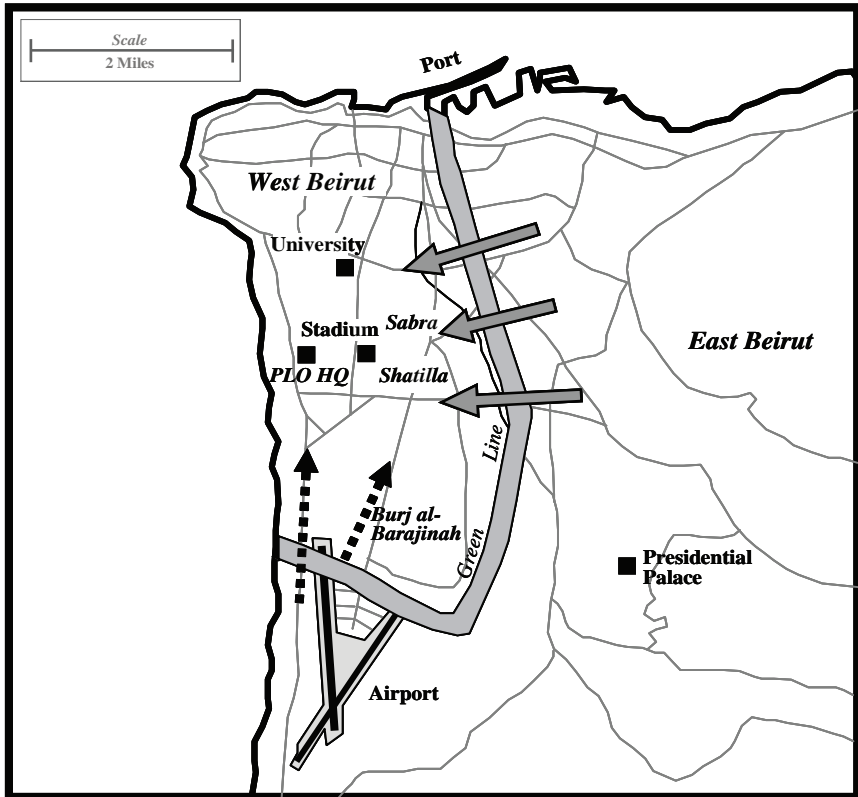 Scale
2 Miles
Port
West Beirut
University
Sabra
Stadium
East Beirut
PLO HQ
Shatilla
Line
Burj al-
Barajinah
Green
Presidential
Palace
Airport